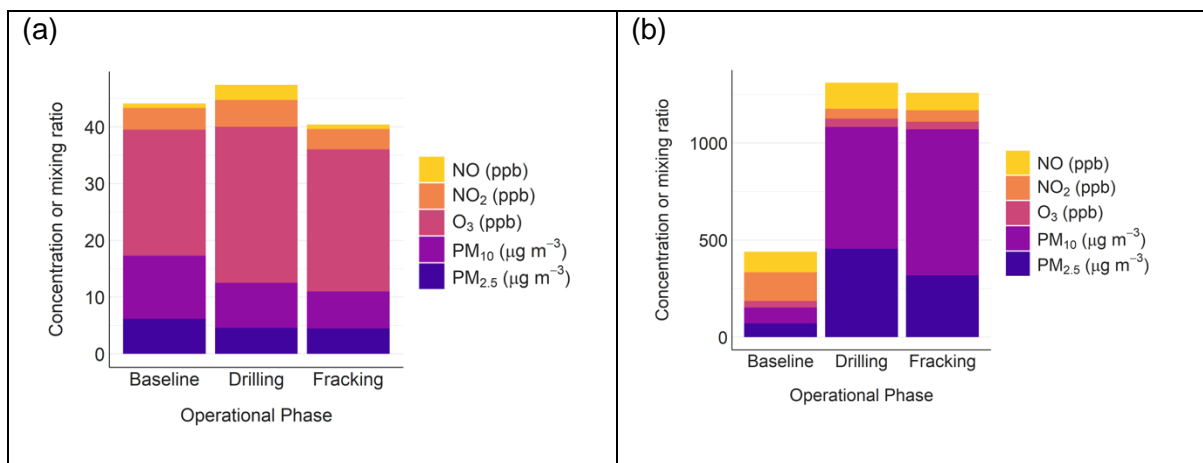 (a)
Concentration or mixing ratio
40
30
20
10
0
Baseline Drilling Fracking
Operational Phase
NO (ppb)
NO₂ (ppb)
O₃ (ppb)
PM₁₀ (μg m⁻³)
PM₂.₅ (μg m⁻³)
(b)
Concentration or mixing ratio
1000
500
0
Baseline Drilling Fracking
Operational Phase
NO (ppb)
NO₂ (ppb)
O₃ (ppb)
PM₁₀ (μg m⁻³)
PM₂.₅ (μg m⁻³)